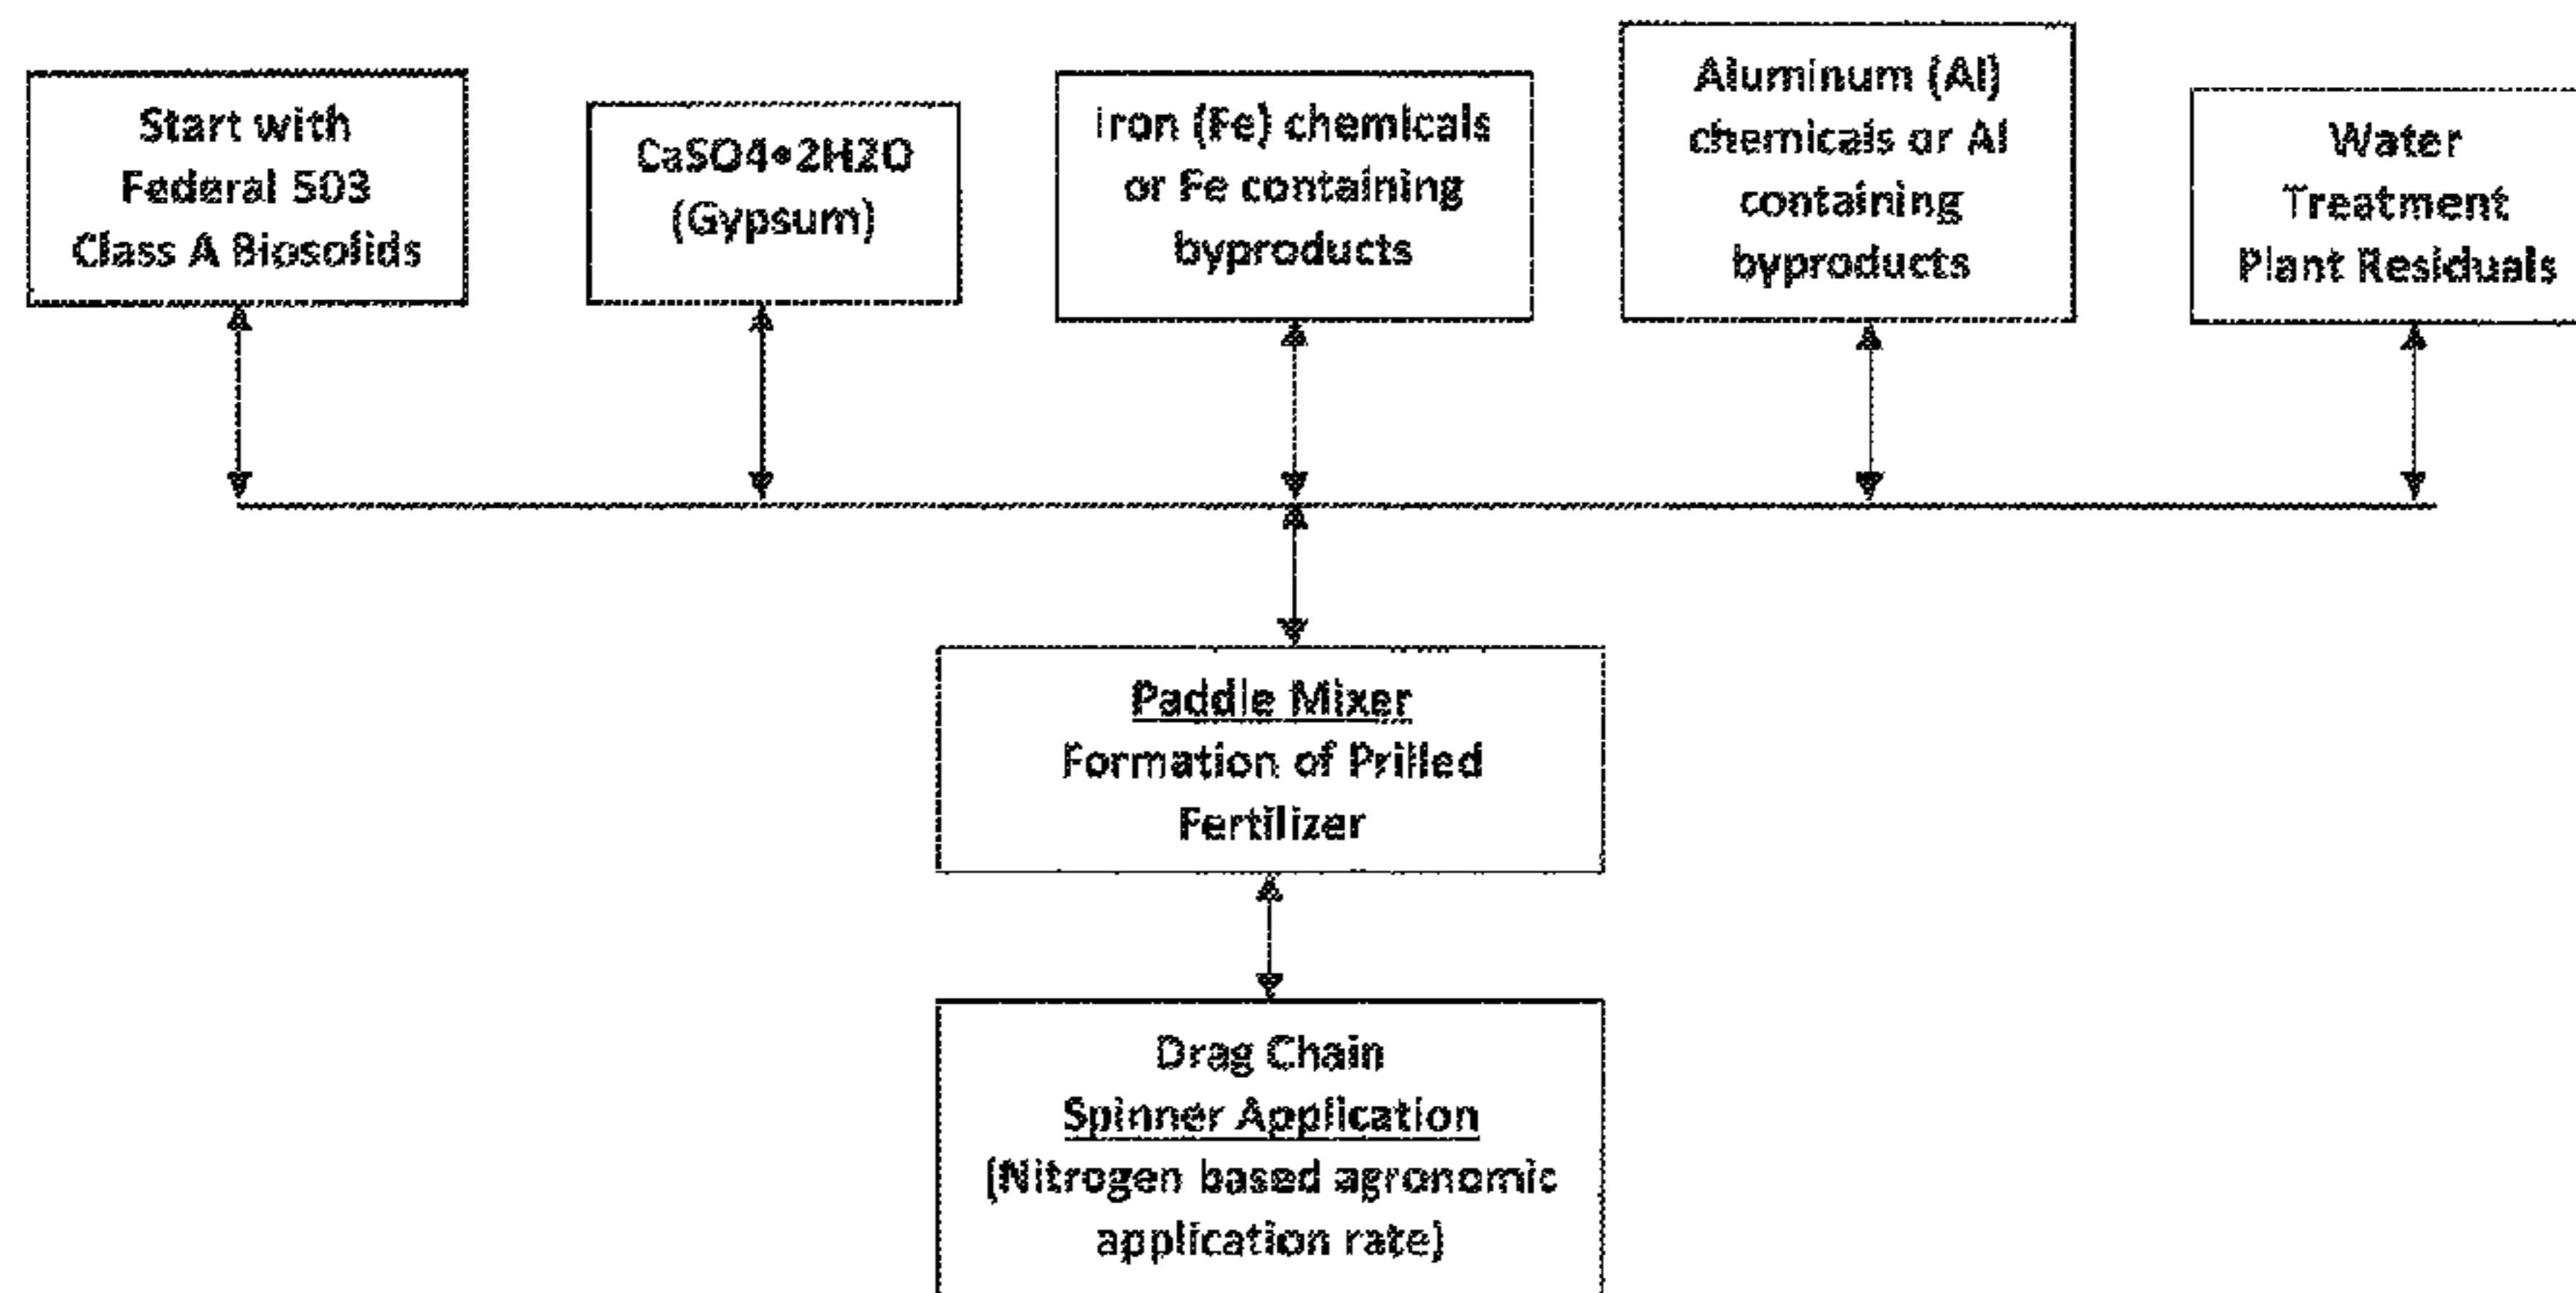 Start with
Federal 503
Class A Biosolids
CaSO4•2H2O
(Gypsum)
Iron (Fe) chemicals
or Fe containing
byproducts
Aluminum (Al)
chemicals or Al
containing
byproducts
Water
Treatment
Plant Residuals
Paddle Mixer
Formation of Prilled
Fertilizer
Drag Chain
Spinner Application
(Nitrogen based agronomic
application rate)